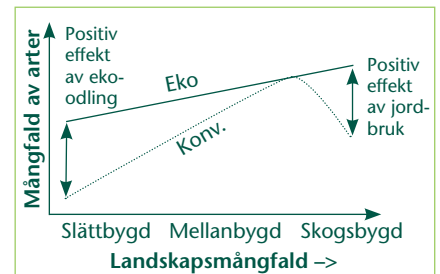 Mångfald av arter
Positiv
effekt
av eko-
odling
Eko
Konv.
Positiv
effekt
av jord-
bruk
Slättbygd Mellanbygd Skogsbygd
Landskapsmångfald –>